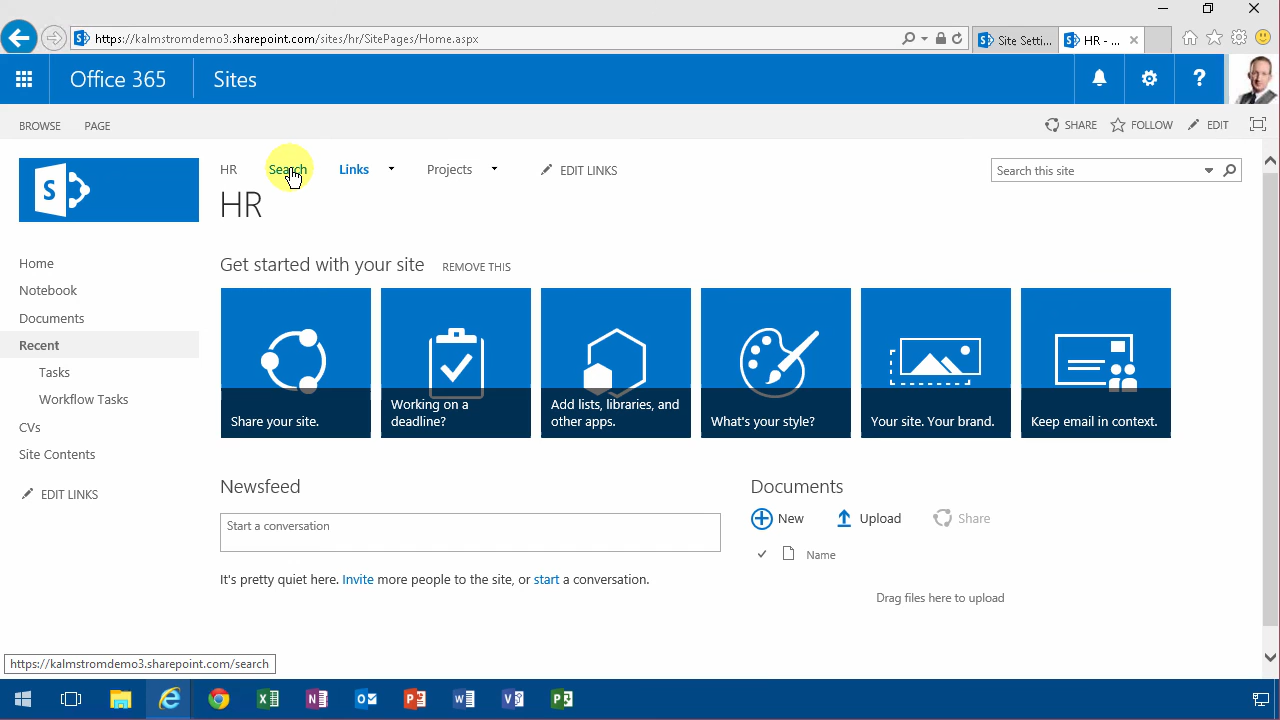 https://kalmstromdemo3.sharepoint.com/sites/hr/SitePages/Home.aspx
Site Setti...
HR - ...
Office 365
Sites
?
BROWSE
PAGE
SHARE
FOLLOW
EDIT
S
HR
Search
Links
Projects
EDIT LINKS
Search this site
HR
Home
Notebook
Documents
Recent
Tasks
Workflow Tasks
CVs
Site Contents
EDIT LINKS
Get started with your site
REMOVE THIS
Share your site.
Working on a
deadline?
Add lists, libraries, and
other apps.
What's your style?
Your site. Your brand.
Keep email in context.
Newsfeed
Start a conversation
It's pretty quiet here. Invite more people to the site, or start a conversation.
Documents
New
Upload
Share
Name
Drag files here to upload
https://kalmstromdemo3.sharepoint.com/search